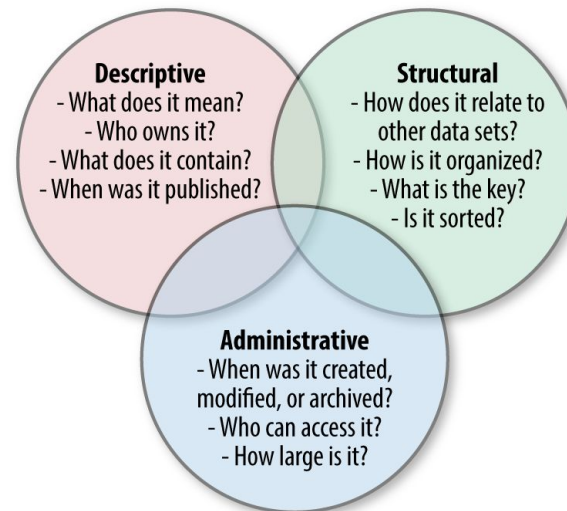 Descriptive
- What does it mean?
- Who owns it?
- What does it contain?
- When was it published?
Structural
- How does it relate to
other data sets?
- How is it organized?
- What is the key?
- Is it sorted?
Administrative
- When was it created,
modified, or archived?
- Who can access it?
- How large is it?